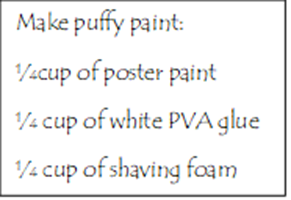 Make puffy paint:
¼cup of poster paint
¼ cup of white PVA glue
¼ cup of shaving foam